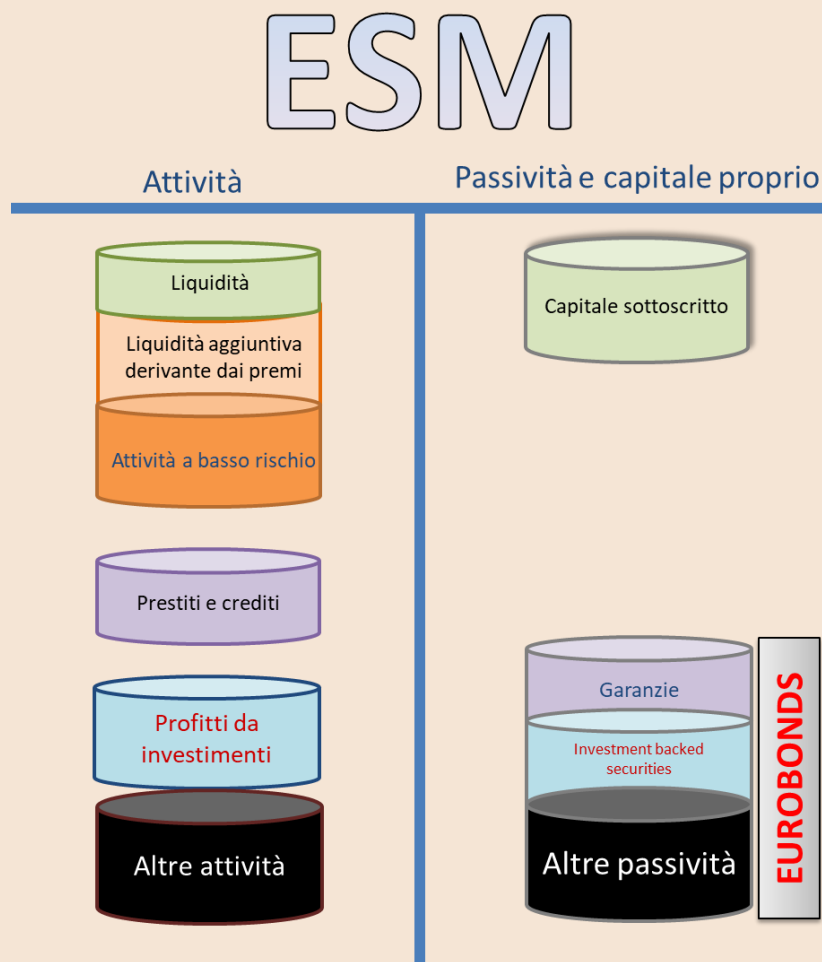 ESM
Attività
Passività e capitale proprio
Liquidità
Liquidità aggiuntiva
derivante dai premi
Attività a basso rischio
Prestiti e crediti
Profitti da
investimenti
Altre attività
Capitale sottoscritto
Garanzie
Investment backed
securities
Altre passività
EUROBONDS